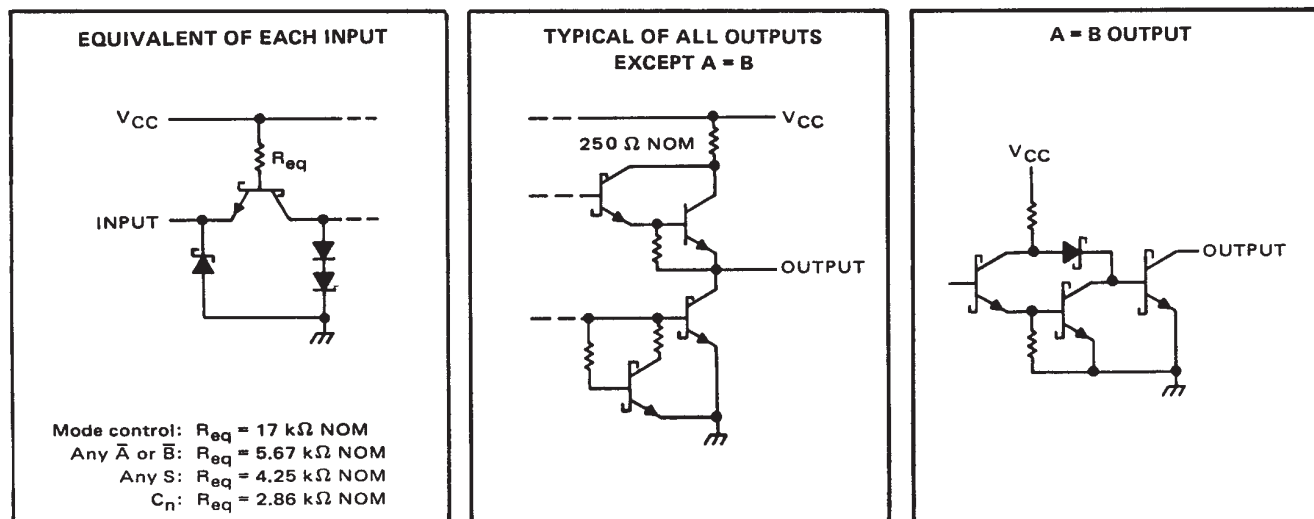 EQUIVALENT OF EACH INPUT
VCC
Req
INPUT
Mode control: Req = 17 kΩ NOM
Any A̅ or B̅: Req = 5.67 kΩ NOM
Any S: Req = 4.25 kΩ NOM
Cn: Req = 2.86 kΩ NOM
TYPICAL OF ALL OUTPUTS
EXCEPT A = B
VCC
250 Ω NOM
OUTPUT
A = B OUTPUT
VCC
OUTPUT